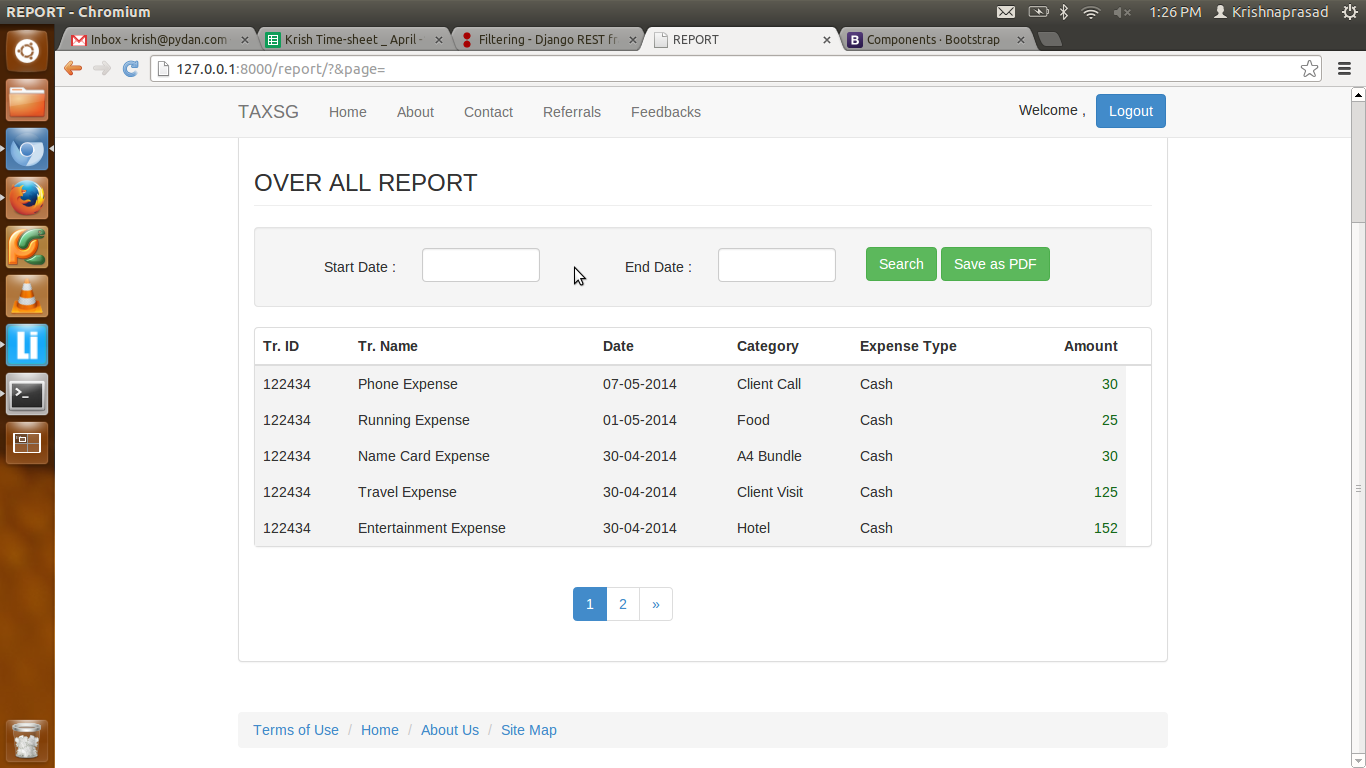 REPORT - Chromium
1:26 PM Krishnaprasad
Inbox - krish@pydan.com × Krish Time-sheet _ April - × Filtering - Django REST fr × REPORT × B Components · Bootstrap ×
127.0.0.1:8000/report/?&page=
TAXSG Home About Contact Referrals Feedbacks Welcome , Logout
OVER ALL REPORT
Start Date : End Date : Search Save as PDF
Tr. ID Tr. Name Date Category Expense Type Amount
122434 Phone Expense 07-05-2014 Client Call Cash 30
122434 Running Expense 01-05-2014 Food Cash 25
122434 Name Card Expense 30-04-2014 A4 Bundle Cash 30
122434 Travel Expense 30-04-2014 Client Visit Cash 125
122434 Entertainment Expense 30-04-2014 Hotel Cash 152
1 2 »
Terms of Use / Home / About Us / Site Map
Li
>_